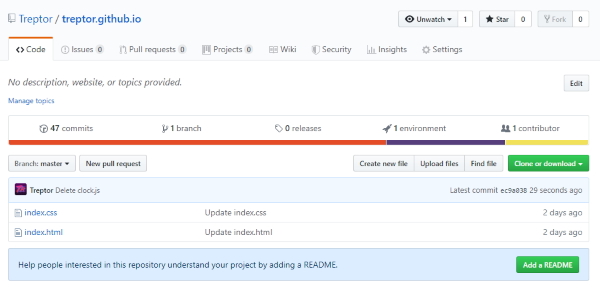 Treptor / treptor.github.io
Unwatch 1 Star 0 Fork 0
Code Issues 0 Pull requests 0 Projects 0 Wiki Security Insights Settings
No description, website, or topics provided. Edit
Manage topics
47 commits 1 branch 0 releases 1 environment 1 contributor
Branch: master New pull request Create new file Upload files Find file Clone or download
Treptor Delete clock.js Latest commit ec9a038 29 seconds ago
index.css Update index.css 2 days ago
index.html Update index.html 2 days ago
Help people interested in this repository understand your project by adding a README. Add a README